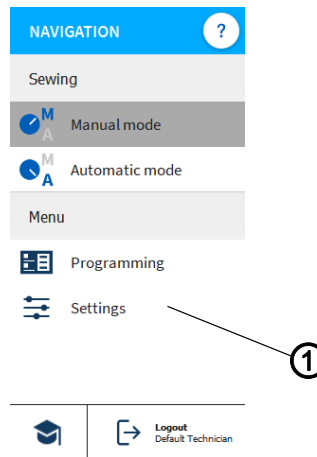 NAVIGATION ?
Sewing
M
A
Manual mode
M
A
Automatic mode
Menu
Programming
Settings
1
Logout
Default Technician